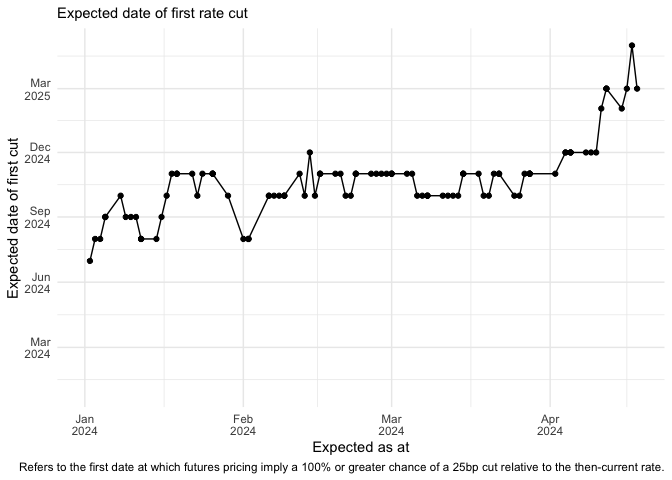 Expected date of first rate cut
Expected date of first cut
Mar
2025
Dec
2024
Sep
2024
Jun
2024
Mar
2024
Jan
2024
Feb
2024
Mar
2024
Apr
2024
Expected as at
Refers to the first date at which futures pricing imply a 100% or greater chance of a 25bp cut relative to the then-current rate.